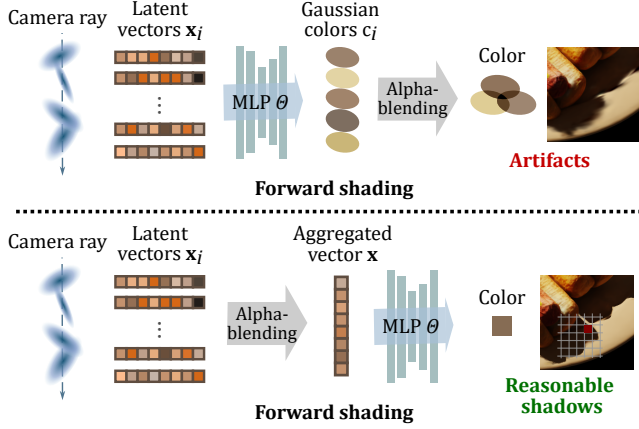 Camera ray
Latent
vectors x_i
Gaussian
colors c_i
MLP Θ
Alpha-
blending
Color
Artifacts
Forward shading
Camera ray
Latent
vectors x_i
Aggregated
vector x
Alpha-
blending
MLP Θ
Color
Reasonable
shadows
Forward shading